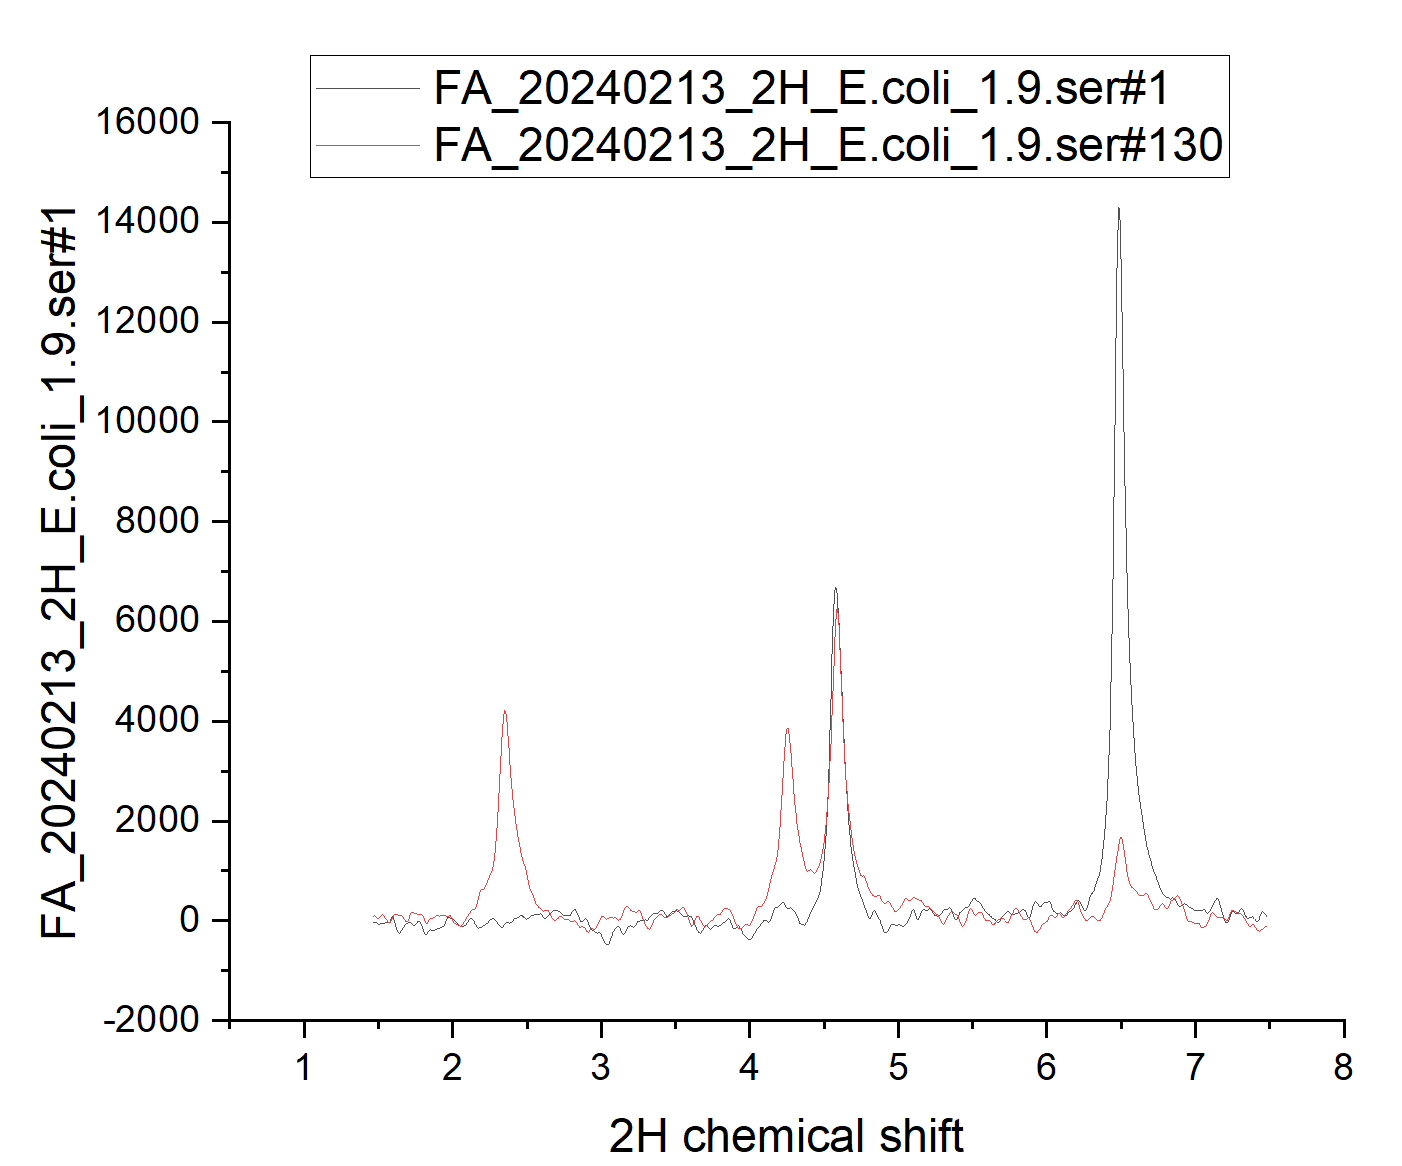 FA_20240213_2H_E.coli_1.9.ser#1
FA_20240213_2H_E.coli_1.9.ser#130
16000
14000
12000
10000
8000
6000
4000
2000
0
-2000
FA_20240213_2H_E.coli_1.9.ser#1
1 2 3 4 5 6 7 8
2H chemical shift